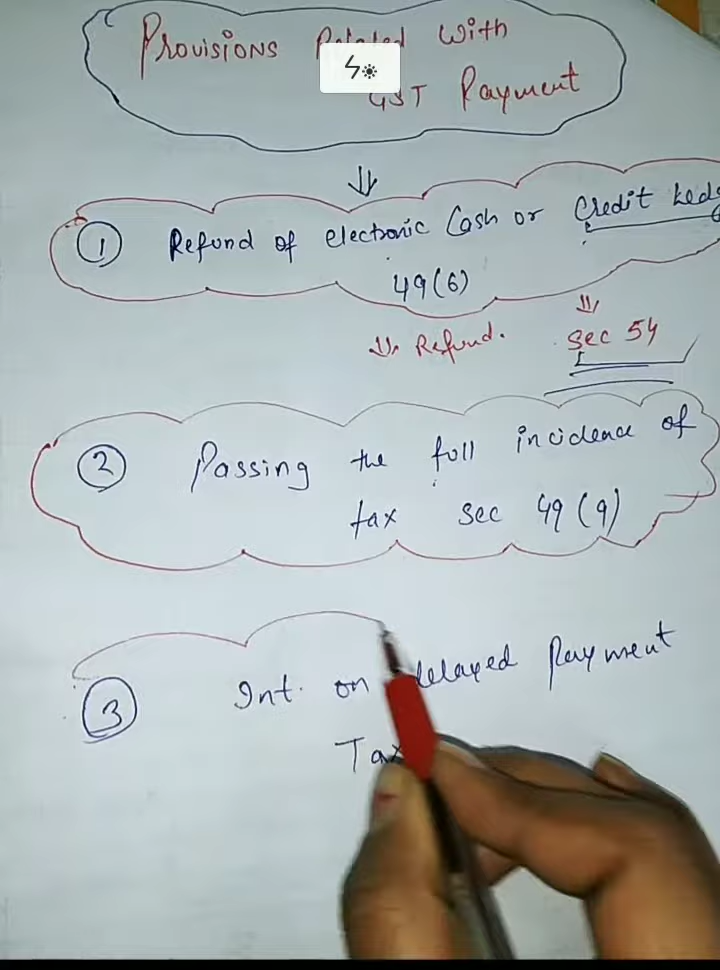 Provisions Related With
GST Payment
1 Refund of electronic Cash or Credit Ledg
49(6)
Refund. Sec 54
2 Passing the full incidence of
tax Sec 49 (9)
3 Int. on delayed Payment
Tax